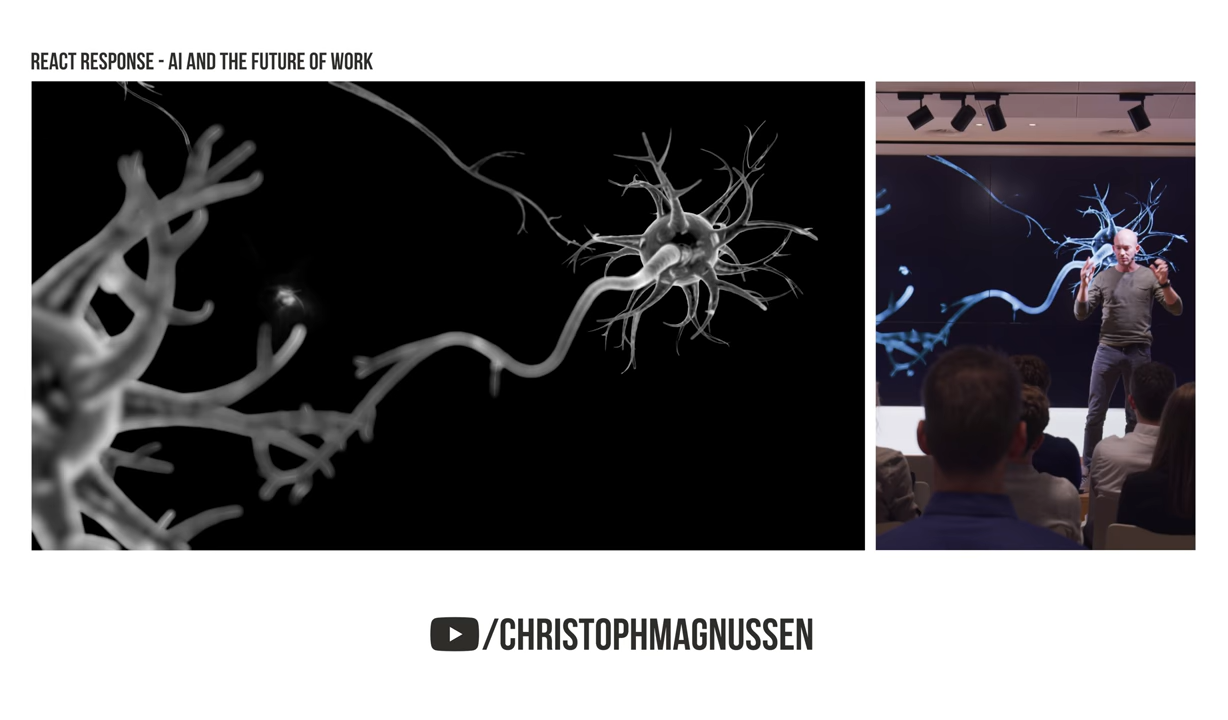 REACT RESPONSE - AI AND THE FUTURE OF WORK
/CHRISTOPHMAGNUSSEN